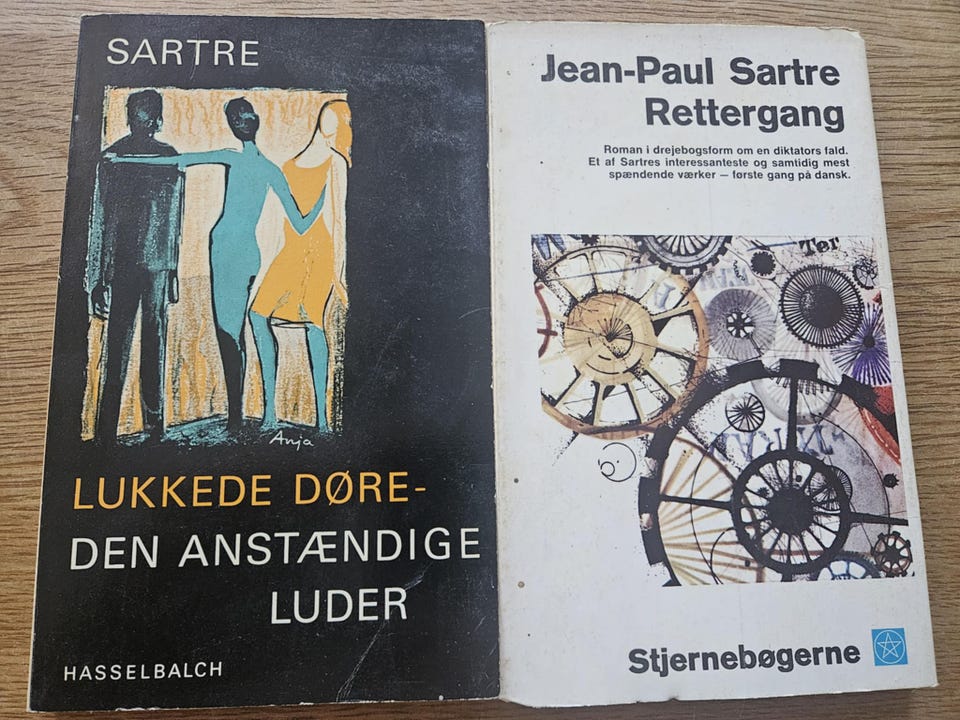 SARTRE
Anja
LUKKEDE DØRE-
DEN ANSTÆNDIGE
LUDER
HASSELBALCH
Jean-Paul Sartre
Rettergang
Roman i drejebogsform om en diktators fald.
Et af Sartres interessanteste og samtidig mest
spændende værker – første gang på dansk.
Ter
Stjernebøgerne